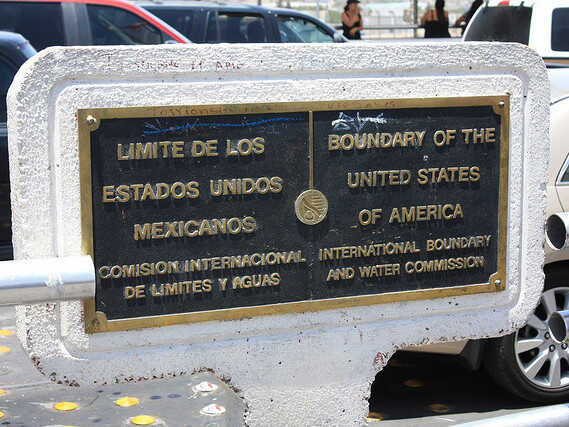 LIMITE DE LOS
ESTADOS UNIDOS
MEXICANOS
COMISION INTERNACIONAL
DE LIMITES Y AGUAS
BOUNDARY OF THE
UNITED STATES
OF AMERICA
INTERNATIONAL BOUNDARY
AND WATER COMMISSION